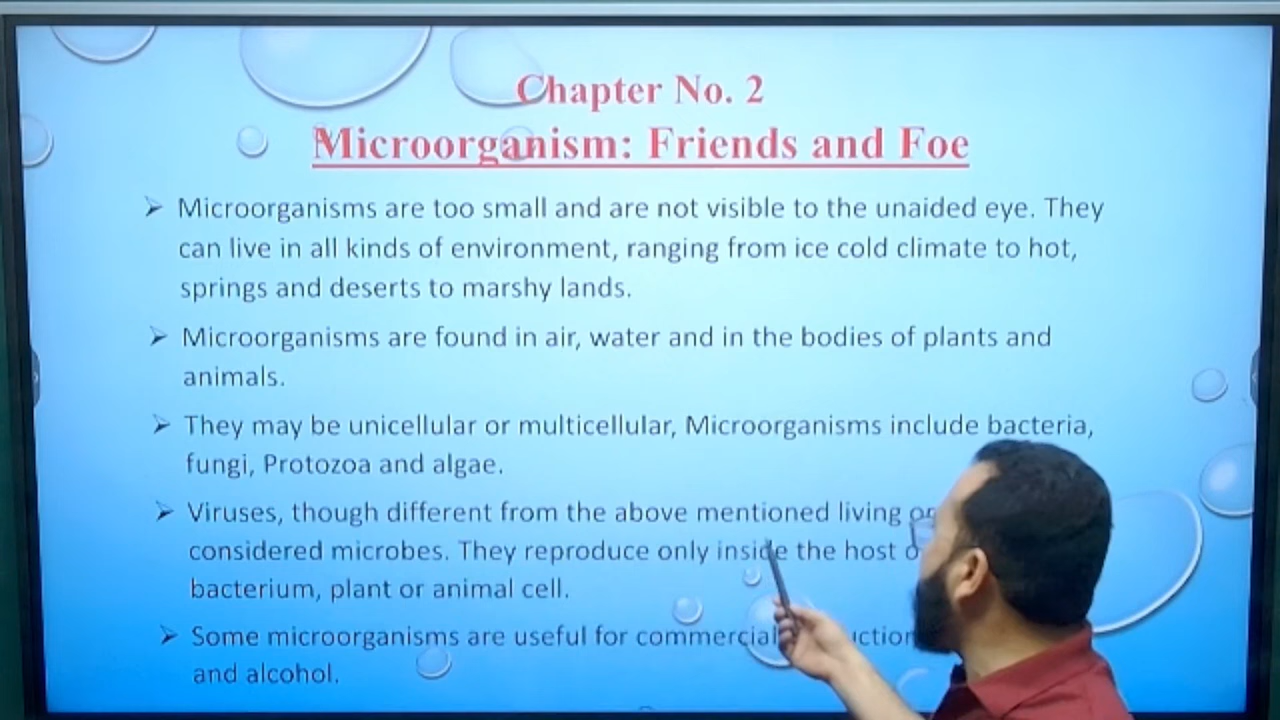 Chapter No. 2
Microorganism: Friends and Foe
➢ Microorganisms are too small and are not visible to the unaided eye. They
can live in all kinds of environment, ranging from ice cold climate to hot,
springs and deserts to marshy lands.
➢ Microorganisms are found in air, water and in the bodies of plants and
animals.
➢ They may be unicellular or multicellular, Microorganisms include bacteria,
fungi, Protozoa and algae.
➢ Viruses, though different from the above mentioned living
considered microbes. They reproduce only inside the host
bacterium, plant or animal cell.
➢ Some microorganisms are useful for commercial
and alcohol.